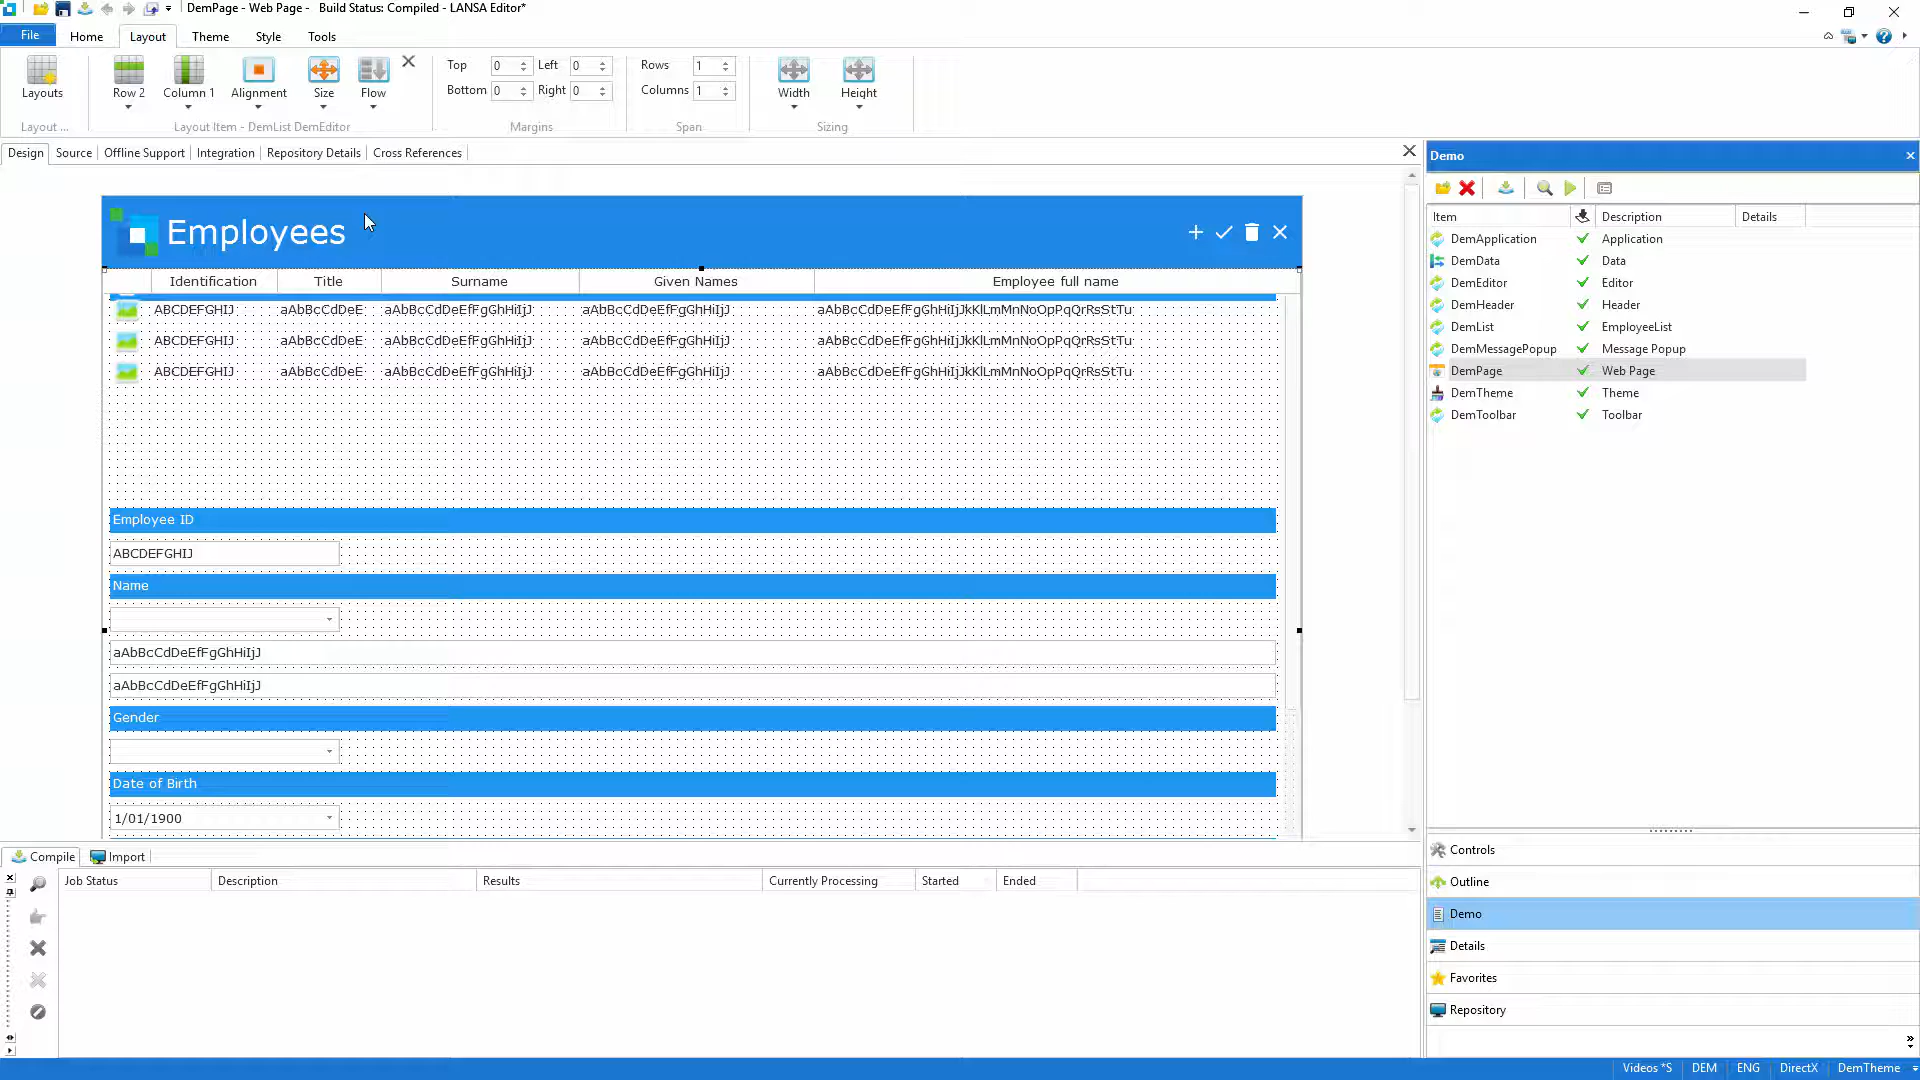 DemPage - Web Page - Build Status: Compiled - LANSA Editor*
File Home Layout Theme Style Tools
Layouts Row 2 Column 1 Alignment Size Flow Top 0 Left 0 Rows 1 Width Height
Bottom 0 Right 0 Columns 1
Layout ... Layout Item - DemList DemEditor Margins Span Sizing
Design Source Offline Support Integration Repository Details Cross References
Employees
Identification Title Surname Given Names Employee full name
ABCDEFGHIJ aAbBcCdDeE aAbBcCdDeEfFgGhHiIjJ aAbBcCdDeEfFgGhHiIjJ aAbBcCdDeEfFgGhHiIjJkKlLmMnNoOpPqQrRsStTu
ABCDEFGHIJ aAbBcCdDeE aAbBcCdDeEfFgGhHiIjJ aAbBcCdDeEfFgGhHiIjJ aAbBcCdDeEfFgGhHiIjJkKlLmMnNoOpPqQrRsStTu
ABCDEFGHIJ aAbBcCdDeE aAbBcCdDeEfFgGhHiIjJ aAbBcCdDeEfFgGhHiIjJ aAbBcCdDeEfFgGhHiIjJkKlLmMnNoOpPqQrRsStTu
Employee ID
ABCDEFGHIJ
Name
aAbBcCdDeEfFgGhHiIjJ
aAbBcCdDeEfFgGhHiIjJ
Gender
Date of Birth
1/01/1900
Demo
Item Description Details
DemApplication Application
DemData Data
DemEditor Editor
DemHeader Header
DemList EmployeeList
DemMessagePopup Message Popup
DemPage Web Page
DemTheme Theme
DemToolbar Toolbar
Controls
Outline
Demo
Details
Favorites
Repository
Compile Import
Job Status Description Results Currently Processing Started Ended
Videos *S DEM ENG DirectX DemTheme